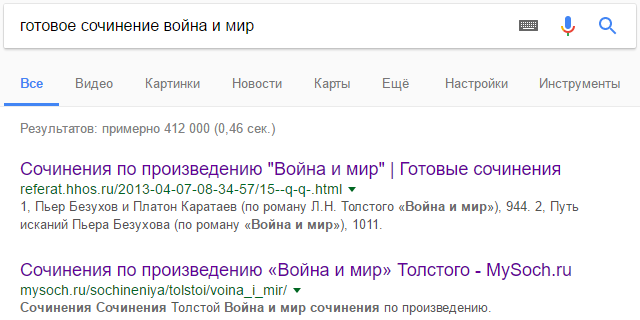 готовое сочинение война и мир
Все Видео Картинки Новости Карты Ещё Настройки Инструменты
Результатов: примерно 412 000 (0,46 сек.)
Сочинения по произведению "Война и мир" | Готовые сочинения
referat.hhos.ru/2013-04-07-08-34-57/15--q-q-.html
1, Пьер Безухов и Платон Каратаев (по роману Л.Н. Толстого «Война и мир»), 944. 2, Путь
исканий Пьера Безухова (по роману «Война и мир»), 1011.
Сочинения по произведению «Война и мир» Толстого - MySoch.ru
mysoch.ru/sochineniya/tolstoi/voina_i_mir/
Сочинения Сочинения Толстой Война и мир сочинения по произведению.